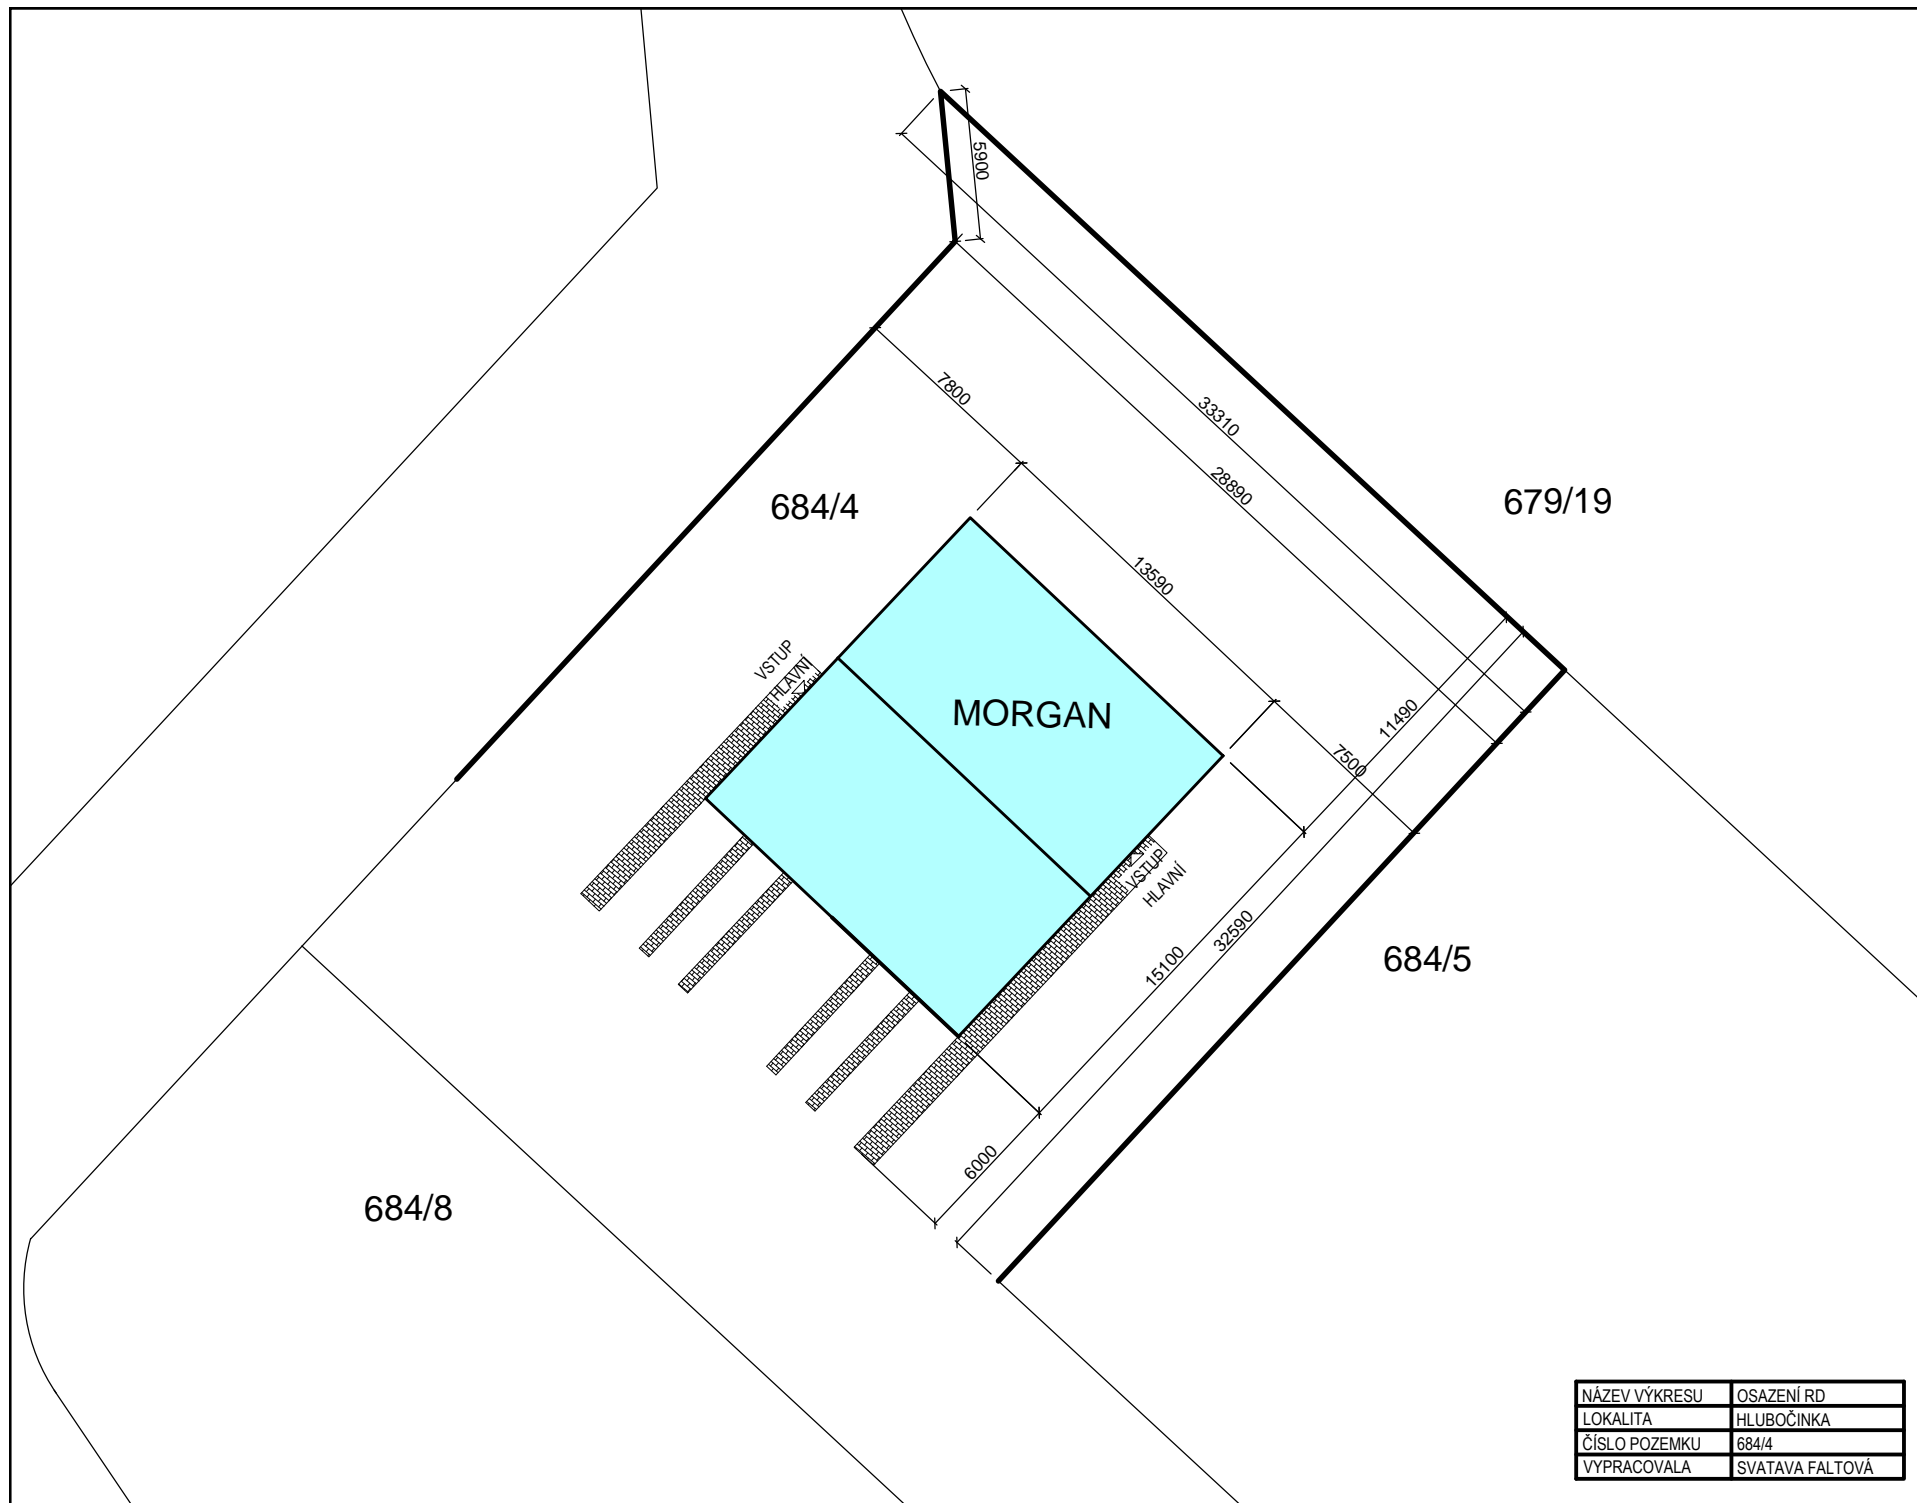 5900
7800
33310
28890
684/4
679/19
13590
VSTUP
HLAVNÍ
MORGAN
11490
7500
VSTUP
HLAVNÍ
15100
32590
684/5
6000
684/8
NÁZEV VÝKRESU OSAZENÍ RD
LOKALITA HLUBOČINKA
ČÍSLO POZEMKU 684/4
VYPRACOVALA SVATAVA FALTOVÁ